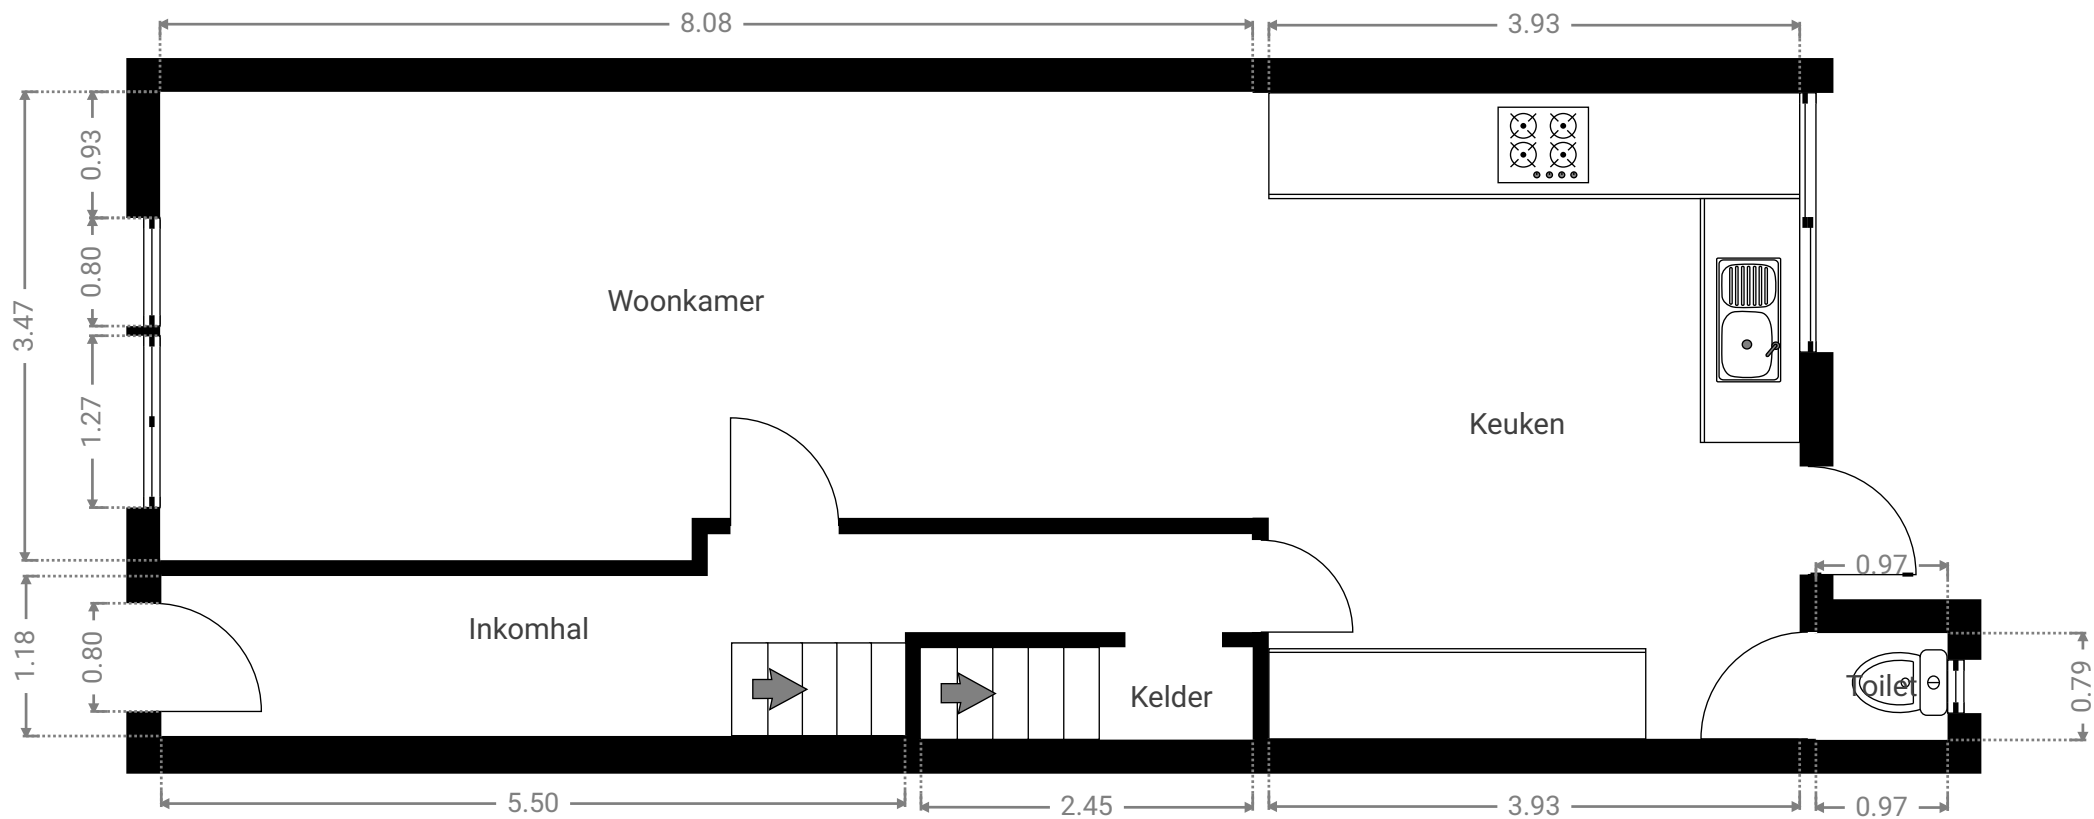 8.08
3.93
0.93
0.80
3.47
1.27
Woonkamer
Keuken
0.97
Inkomhal
1.18
0.80
Kelder
Toilet
0.79
5.50
2.45
3.93
0.97